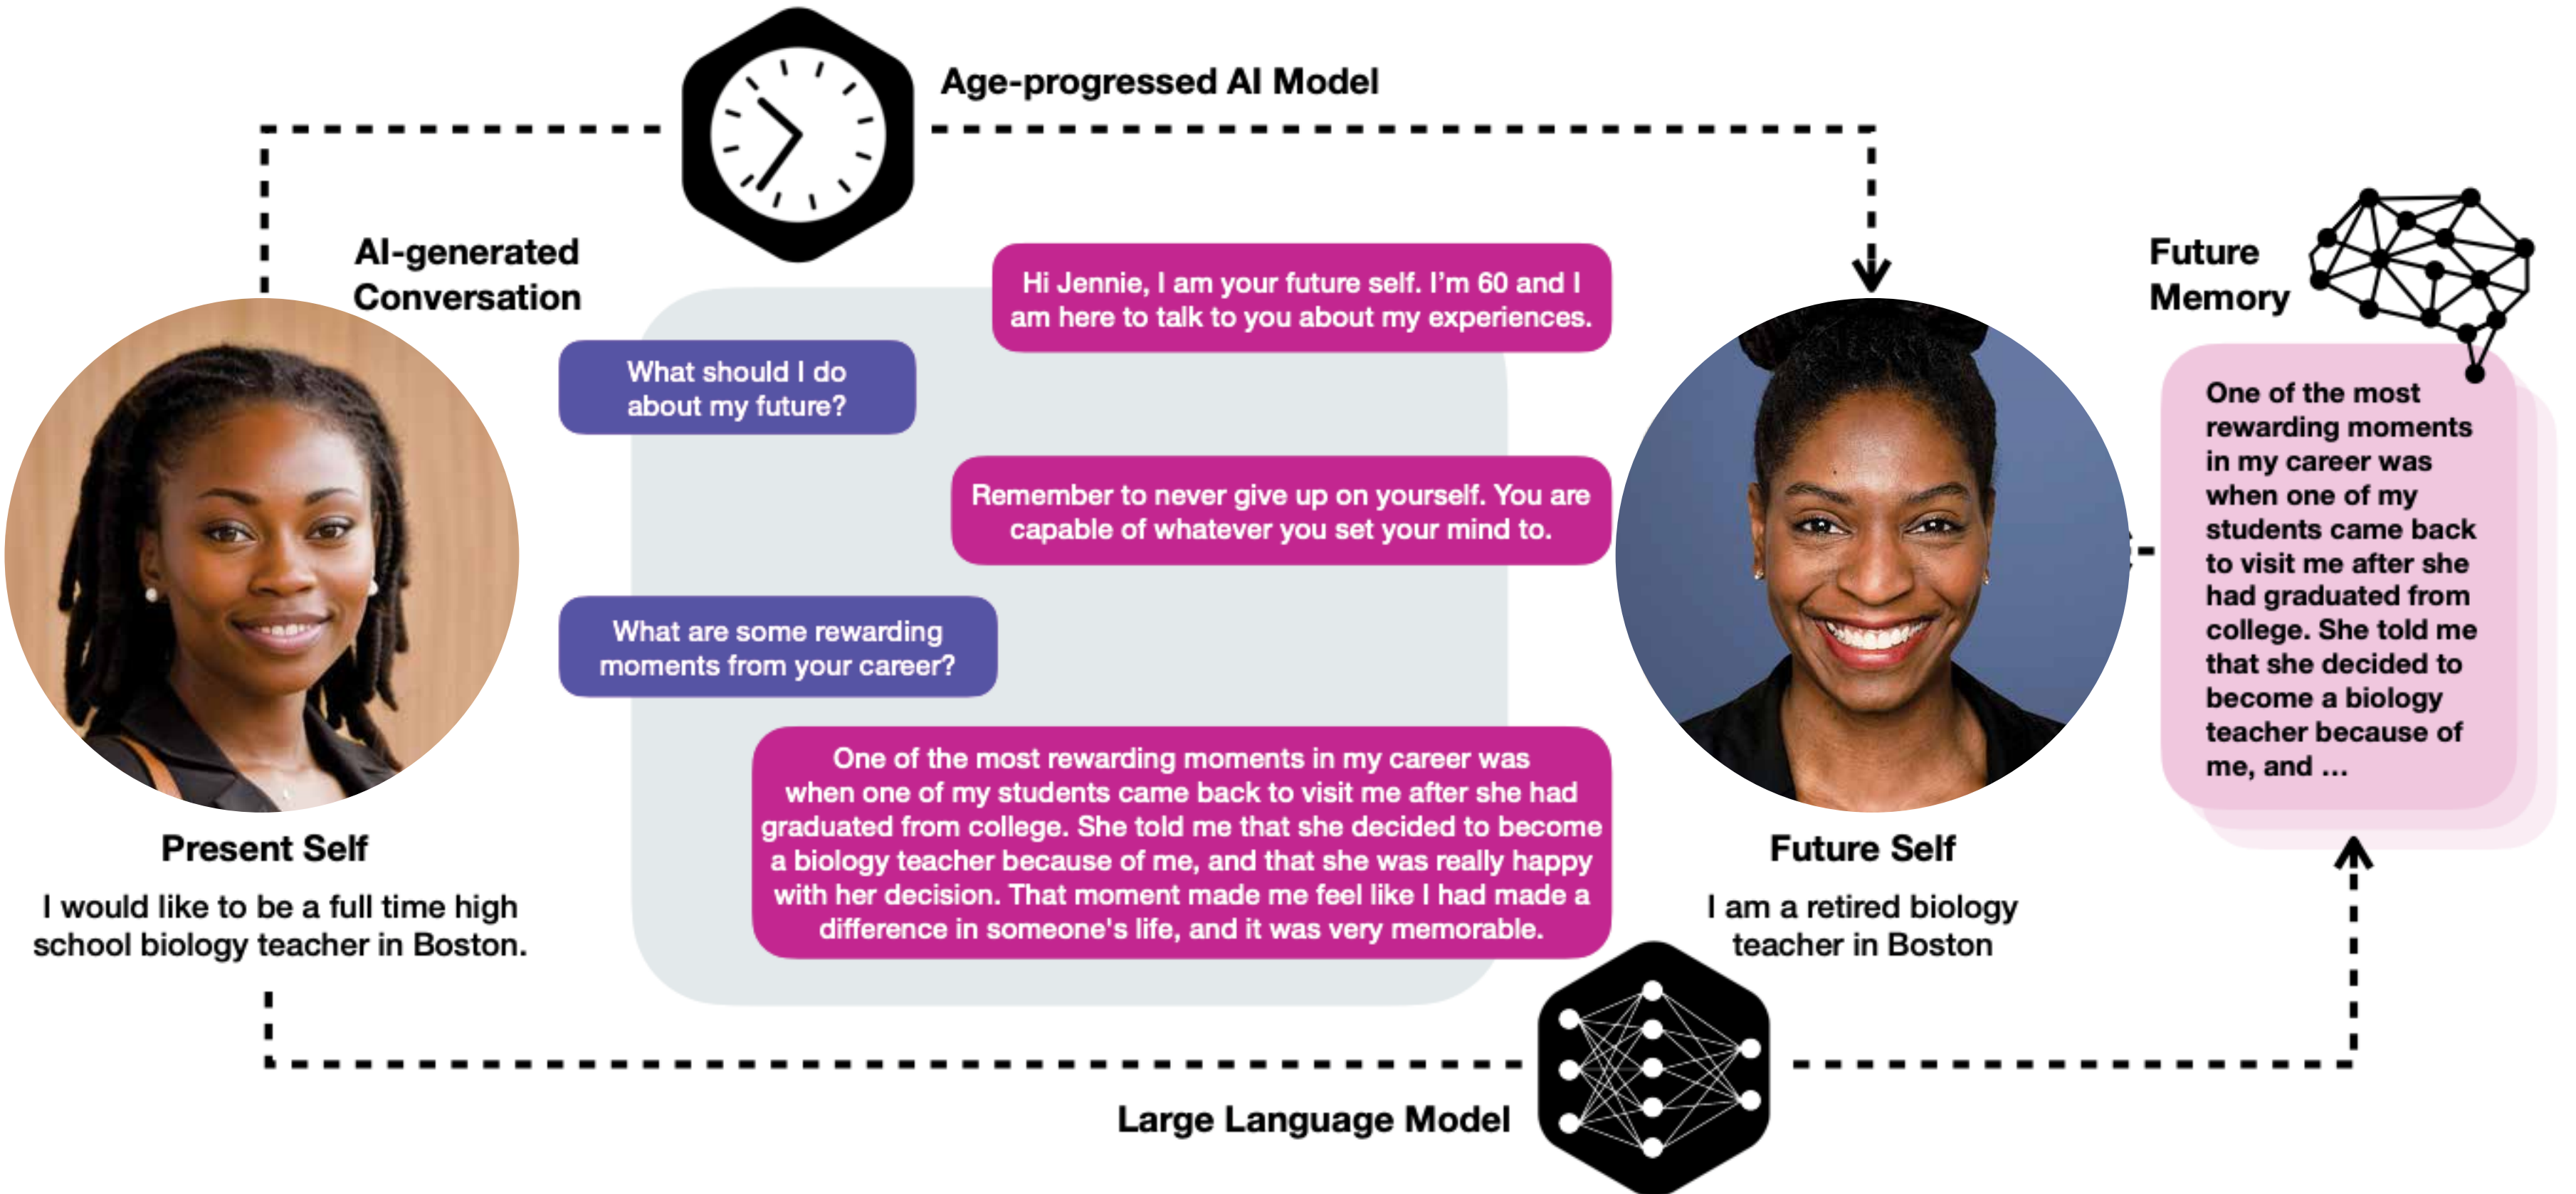 Age-progressed AI Model
AI-generated
Conversation
Hi Jennie, I am your future self. I’m 60 and I
am here to talk to you about my experiences.
What should I do
about my future?
Remember to never give up on yourself. You are
capable of whatever you set your mind to.
What are some rewarding
moments from your career?
One of the most rewarding moments in my career was
when one of my students came back to visit me after she had
graduated from college. She told me that she decided to become
a biology teacher because of me, and that she was really happy
with her decision. That moment made me feel like I had made a
difference in someone's life, and it was very memorable.
Present Self
I would like to be a full time high
school biology teacher in Boston.
Future Self
I am a retired biology
teacher in Boston
Future
Memory
One of the most
rewarding moments
in my career was
when one of my
students came back
to visit me after she
had graduated from
college. She told me
that she decided to
become a biology
teacher because of
me, and ...
Large Language Model